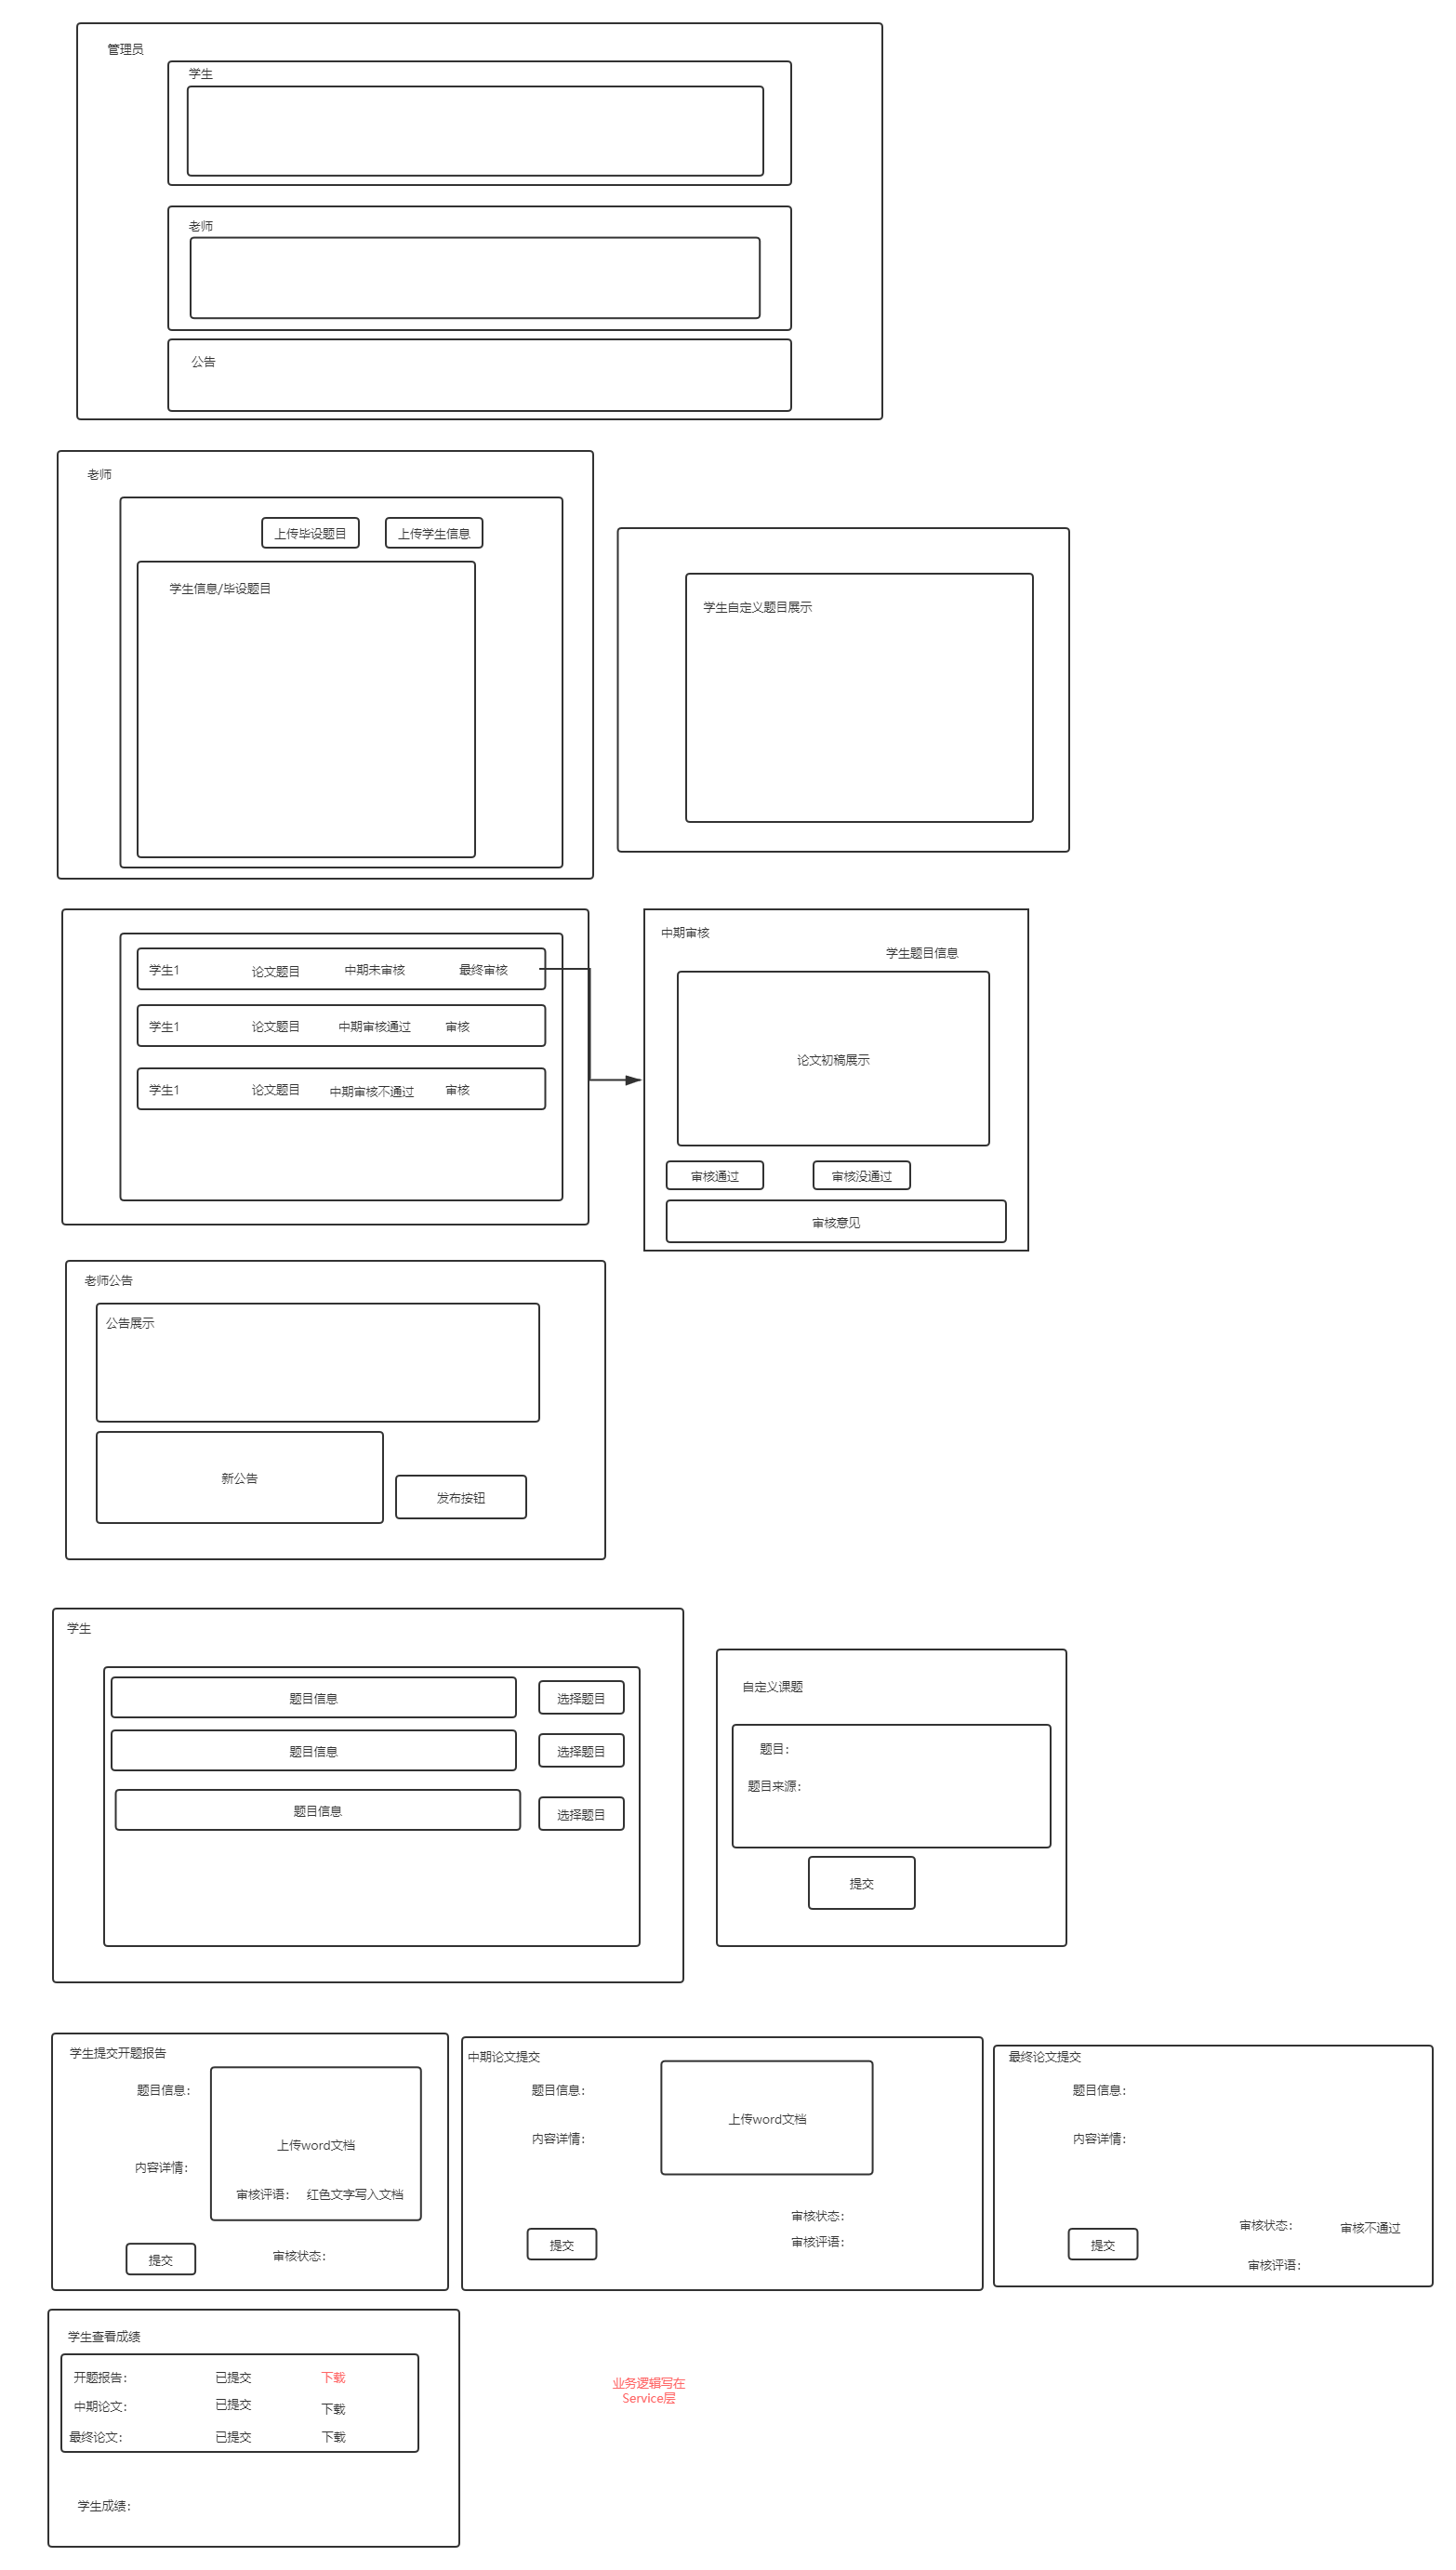 管理员
学生
老师
公告
老师
上传毕设题目
上传学生信息
学生信息/毕设题目
学生自定义题目展示
学生1
论文题目
中期未审核
最终审核
学生1
论文题目
中期审核通过
审核
学生1
论文题目
中期审核不通过
审核
中期审核
学生题目信息
论文初稿展示
审核通过
审核没通过
审核意见
老师公告
公告展示
新公告
发布按钮
学生
题目信息
选择题目
题目信息
选择题目
题目信息
选择题目
自定义课题
题目：
题目来源：
提交
学生提交开题报告
题目信息：
上传word文档
内容详情：
审核评语：
红色文字写入文档
提交
审核状态：
中期论文提交
题目信息：
上传word文档
内容详情：
审核状态：
审核评语：
提交
最终论文提交
题目信息：
内容详情：
审核状态：
审核不通过
提交
审核评语：
学生查看成绩
开题报告：
已提交
下载
中期论文：
已提交
下载
最终论文：
已提交
下载
学生成绩：
业务逻辑写在
Service层